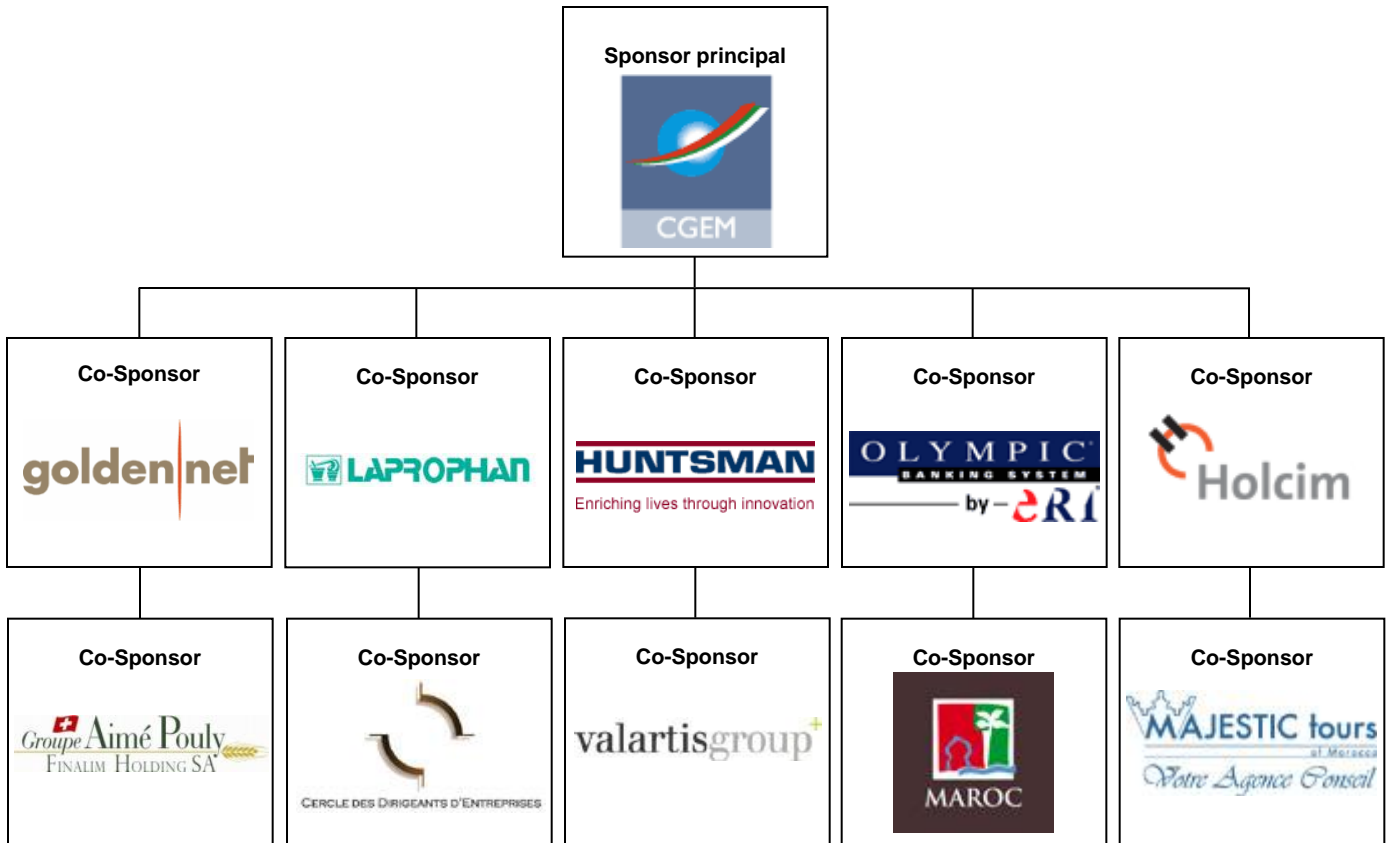 Sponsor principal
CGEM
Co-Sponsor
golden net
Co-Sponsor
LAPROPHAN
Co-Sponsor
HUNTSMAN
Enriching lives through innovation
Co-Sponsor
OLYMPIC
BANKING SYSTEM
by eRI
Co-Sponsor
Holcim
Co-Sponsor
Groupe Aimé Pouly
FINALIM HOLDING SA
Co-Sponsor
CERCLE DES DIRIGEANTS D'ENTREPRISES
Co-Sponsor
valartisgroup+
Co-Sponsor
MAROC
Co-Sponsor
MAJESTIC tours
of Morocco
Votre Agence Conseil